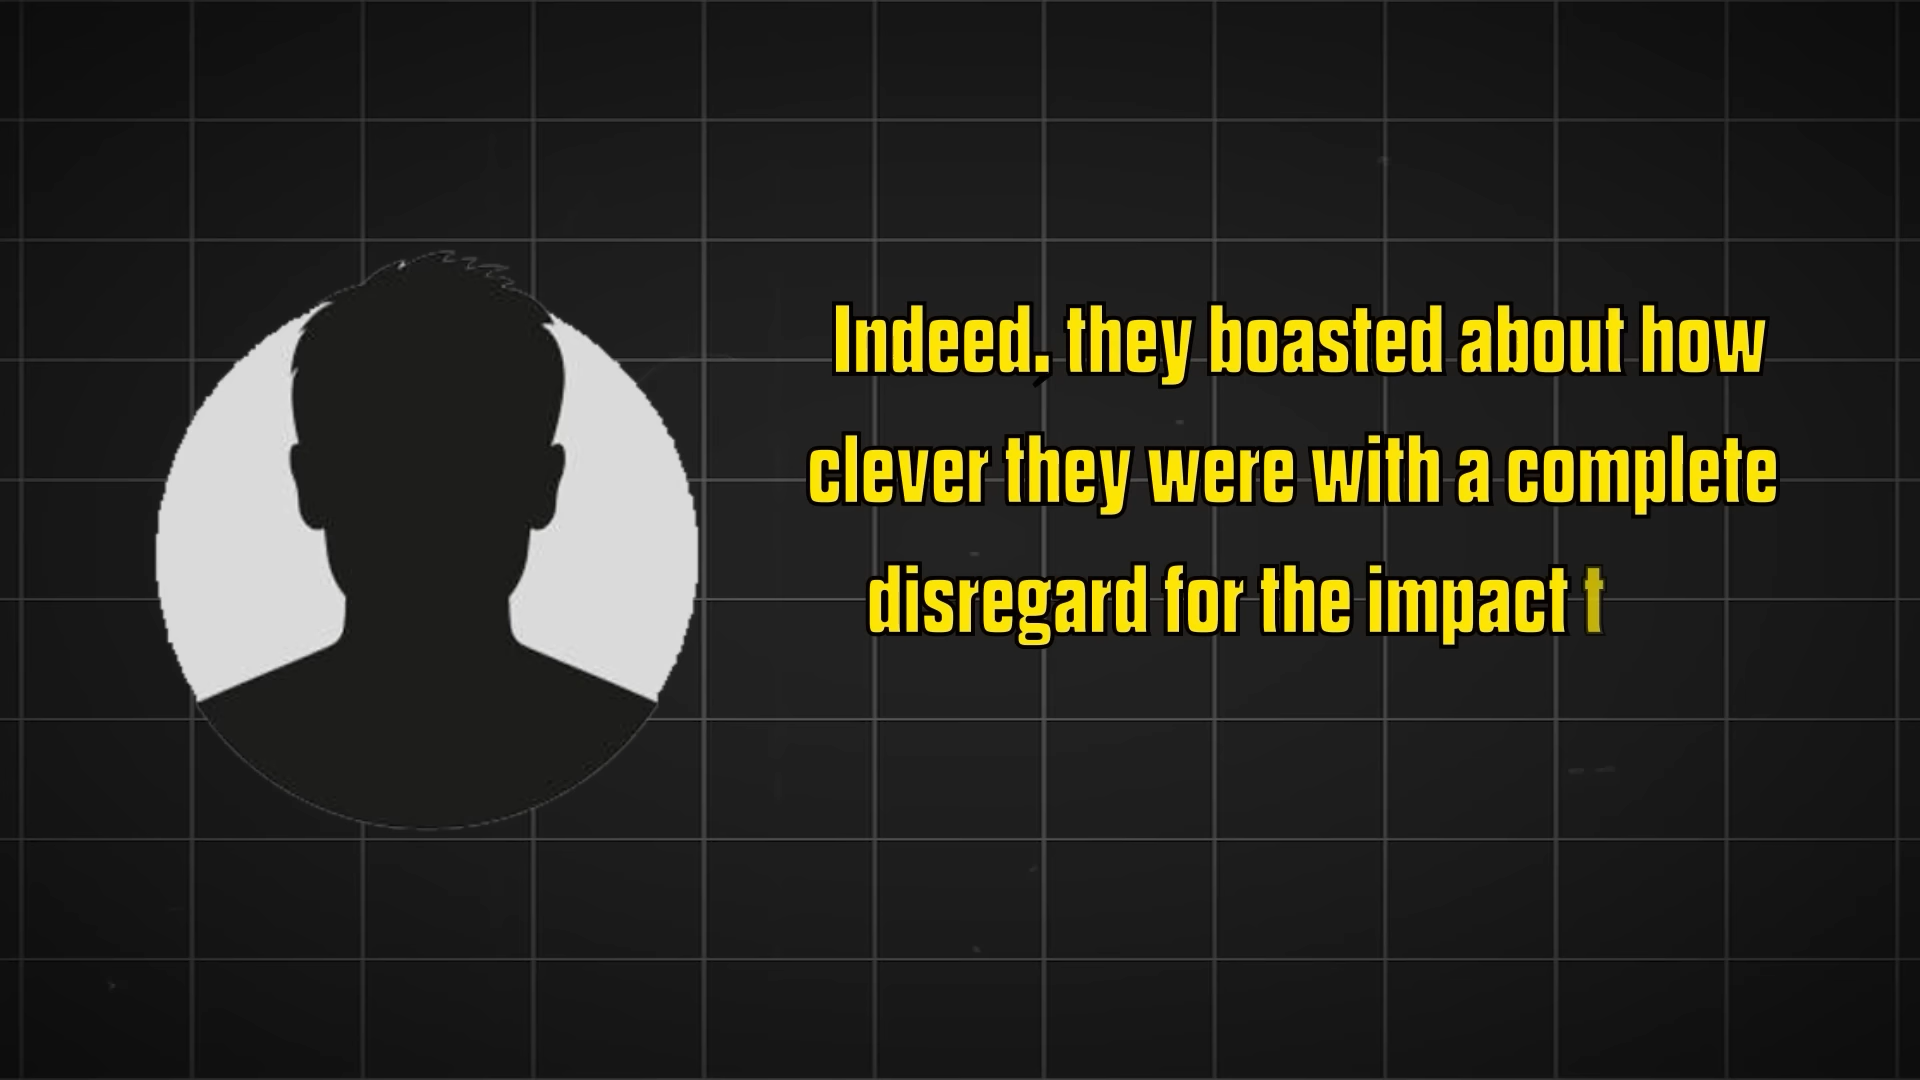 Indeed, they boasted about how
clever they were with a complete
disregard for the impact t